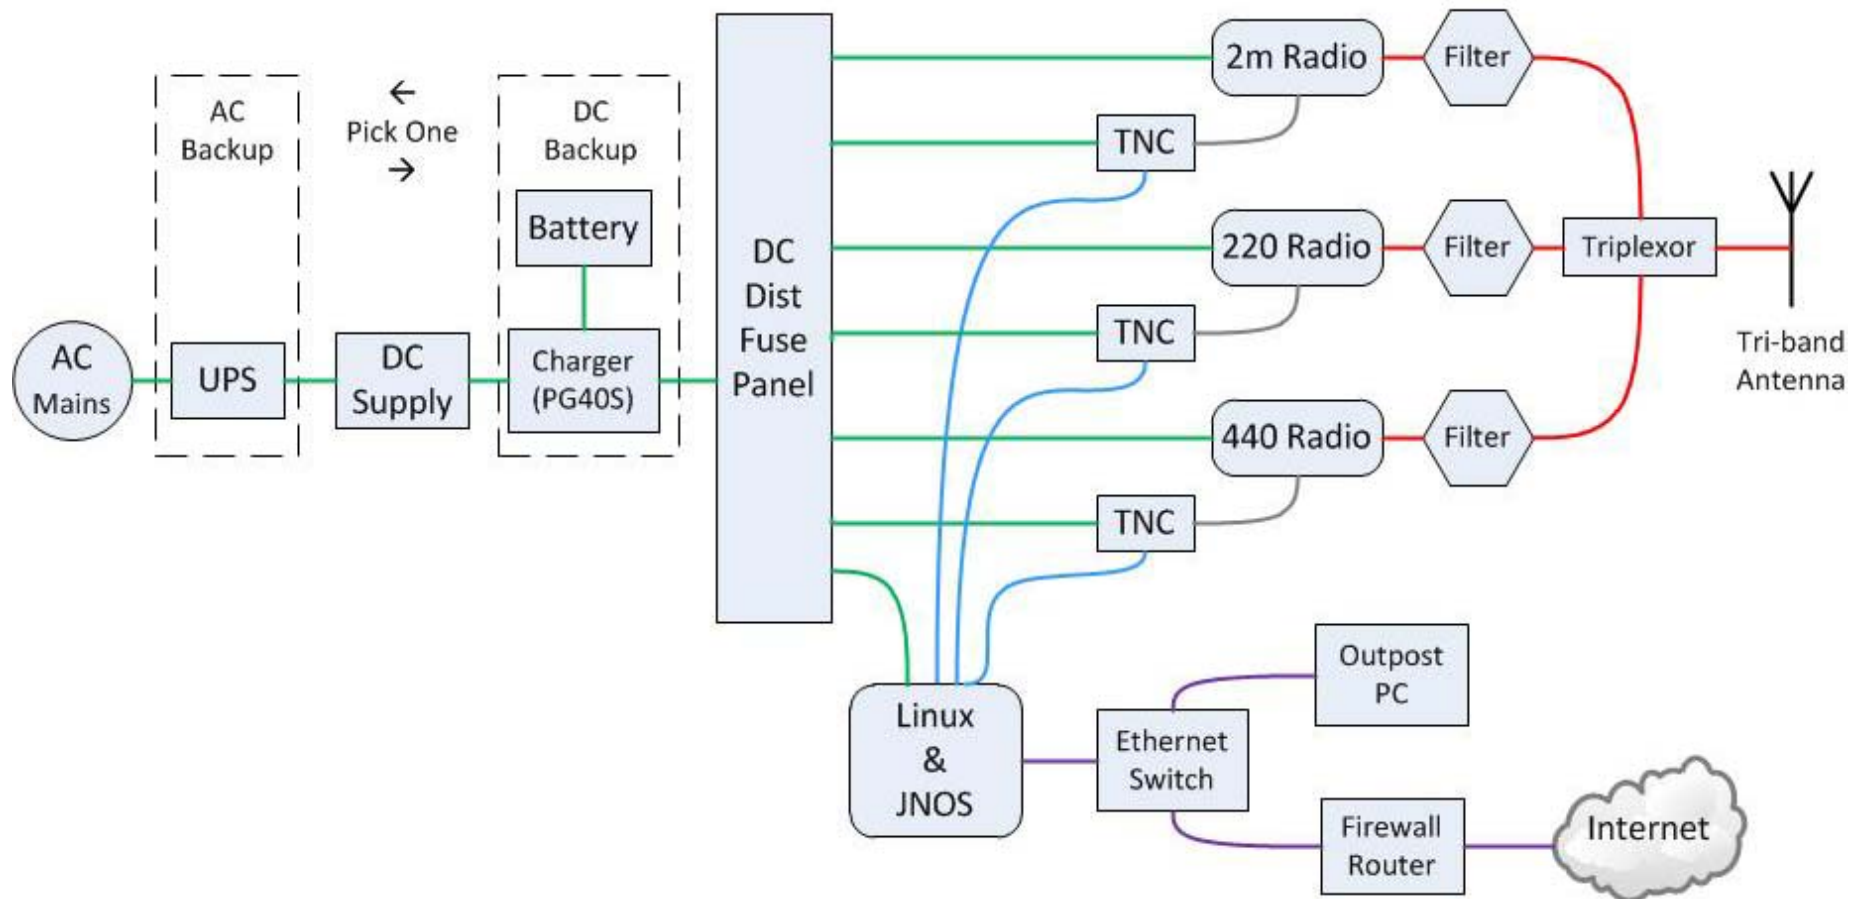 AC
Backup
←
Pick One
→
DC
Backup
Battery
AC
Mains
UPS
DC
Supply
Charger
(PG40S)
DC
Dist
Fuse
Panel
2m Radio
Filter
TNC
220 Radio
Filter
Triplexor
TNC
Tri-band
Antenna
440 Radio
Filter
TNC
Linux
&
JNOS
Ethernet
Switch
Outpost
PC
Firewall
Router
Internet